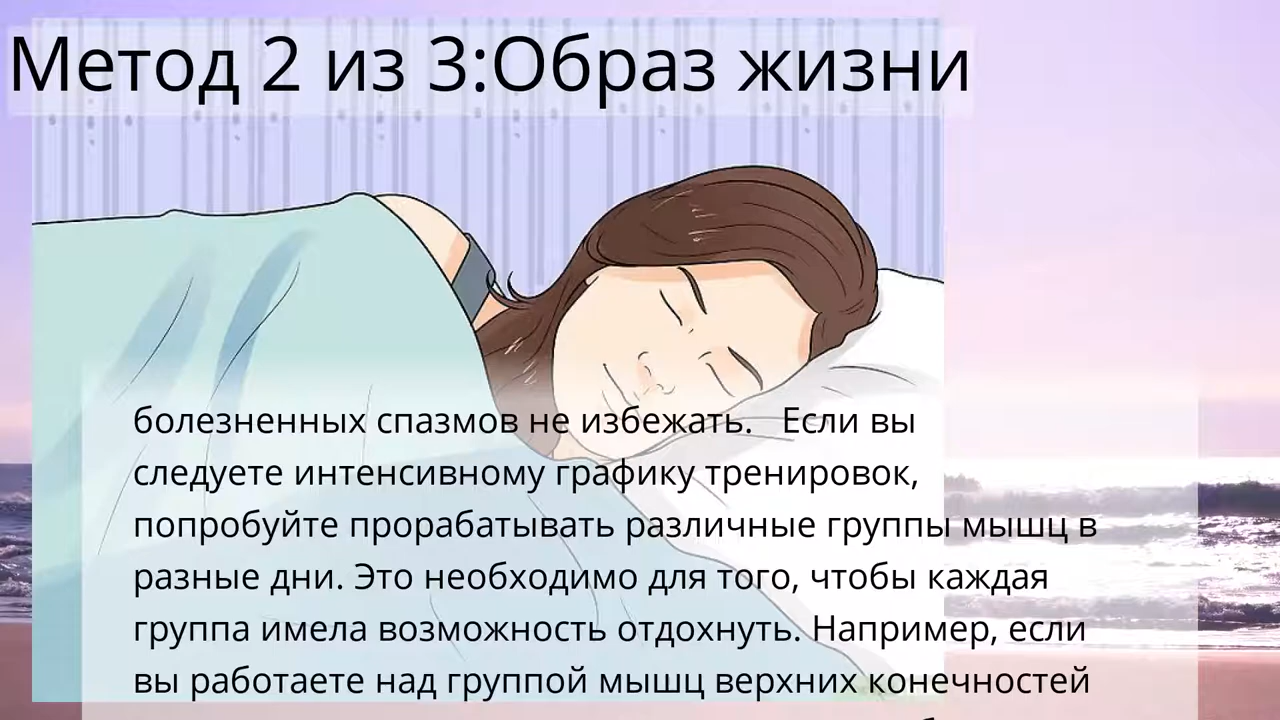 Метод 2 из 3:Образ жизни
болезненных спазмов не избежать. Если вы
следуете интенсивному графику тренировок,
попробуйте прорабатывать различные группы мышц в
разные дни. Это необходимо для того, чтобы каждая
группа имела возможность отдохнуть. Например, если
вы работаете над группой мышц верхних конечностей